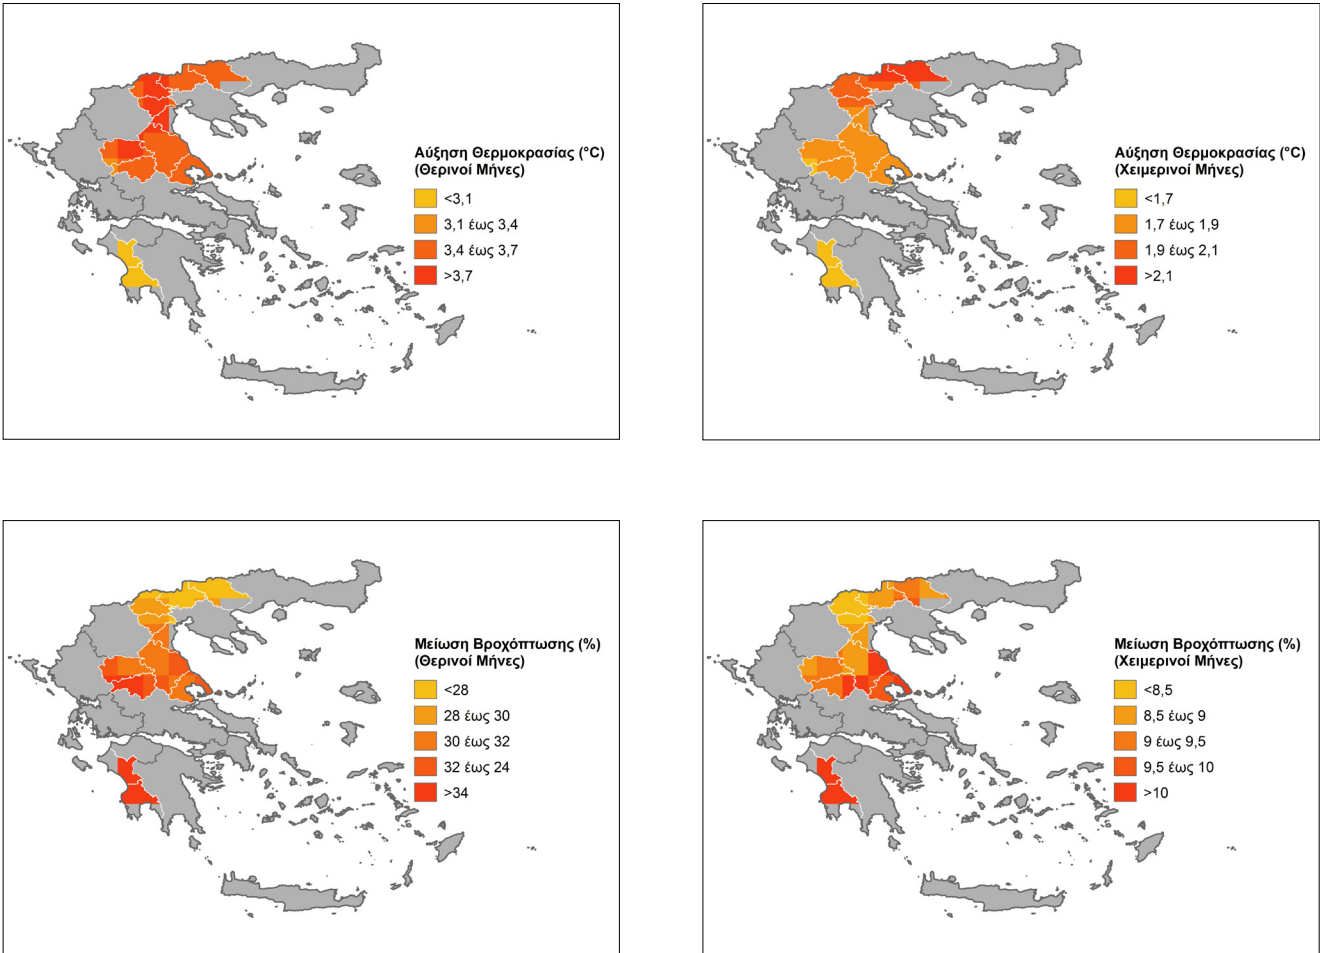 Αύξηση Θερμοκρασίας (°C)
(Θερινοί Μήνες)
<3,1
3,1 έως 3,4
3,4 έως 3,7
>3,7
Αύξηση Θερμοκρασίας (°C)
(Χειμερινοί Μήνες)
<1,7
1,7 έως 1,9
1,9 έως 2,1
>2,1
Μείωση Βροχόπτωσης (%)
(Θερινοί Μήνες)
<28
28 έως 30
30 έως 32
32 έως 24
>34
Μείωση Βροχόπτωσης (%)
(Χειμερινοί Μήνες)
<8,5
8,5 έως 9
9 έως 9,5
9,5 έως 10
>10